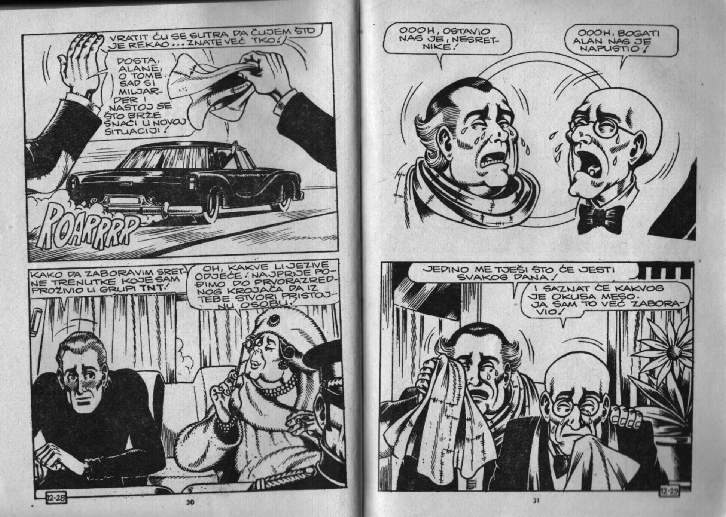 VRATIT ĆU SE SUTRA DA ČUJEM ŠTO
JE REKAO... ZNATE VEĆ TKO!
DOSTA,
ALANE,
O TOME.
SAD SI
MILJAR-
DER I
NASTOJ SE
ŠTO BRŽE
SNAĆI U NOVOJ
SITUACIJI!
ROARRRR
KAKO DA ZABORAVIM SRET-
NE TRENUTKE KOJE SAM
PROŽIVIO U GRUPI TNT!
OH, KAKVE LI JEZIVE
ODJEĆE! NAJPRIJE PO-
ĐIMO DO PRVORAZRED-
NOG KROJAČA DA IZ
TEBE STVORI PRISTOJ-
NU OSOBU!
12-28
30
OOOH, OSTAVIO
NAS JE, NESRET-
NIKE!
OOOH, BOGATI
ALAN NAS JE
NAPUSTIO!
JEDINO ME TJEŠI ŠTO ĆE JESTI
SVAKOG DANA!
I SAZNAT ĆE KAKVOG
JE OKUSA MESO.
JA SAM TO VEĆ ZABORA-
VIO!
12-29
31